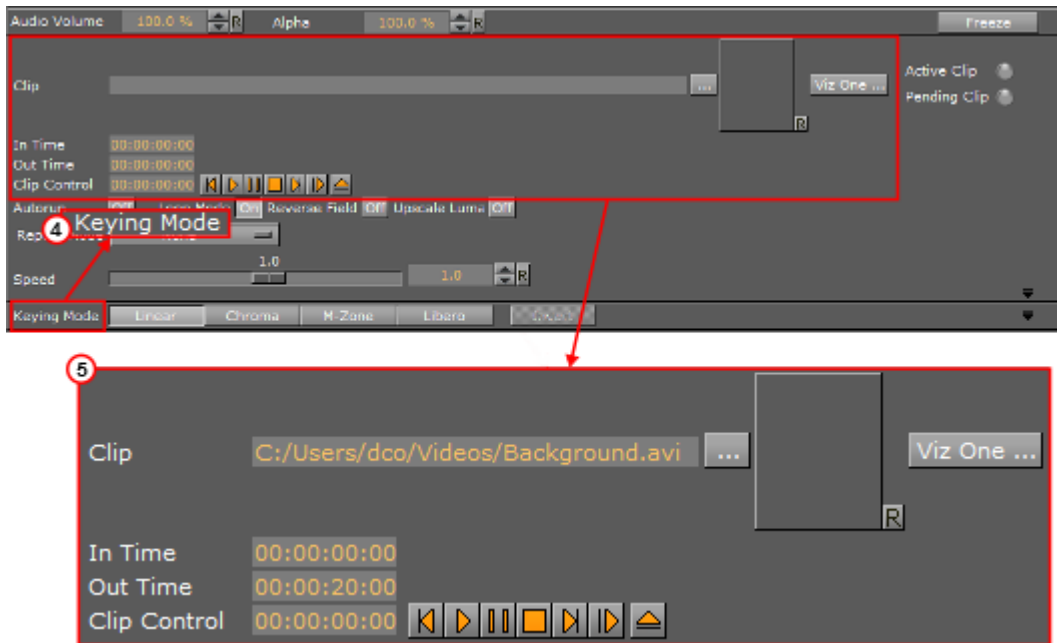 Audio Volume 100.0 % R Alpha 100.0 % R Freeze
Clip ... Viz One ... Active Clip
Pending Clip
R
In Time 00:00:00:00
Out Time 00:00:00:00
Clip Control 00:00:00:00
Autorun Off Loop Mode On Reverse Field Off Upscale Luma Off
4 Keying Mode
1.0
Speed 1.0 R
Keying Mode Linear Chroma M-Zone Libero
5
Clip C:/Users/dco/Videos/Background.avi ... Viz One ...
R
In Time 00:00:00:00
Out Time 00:00:20:00
Clip Control 00:00:00:00